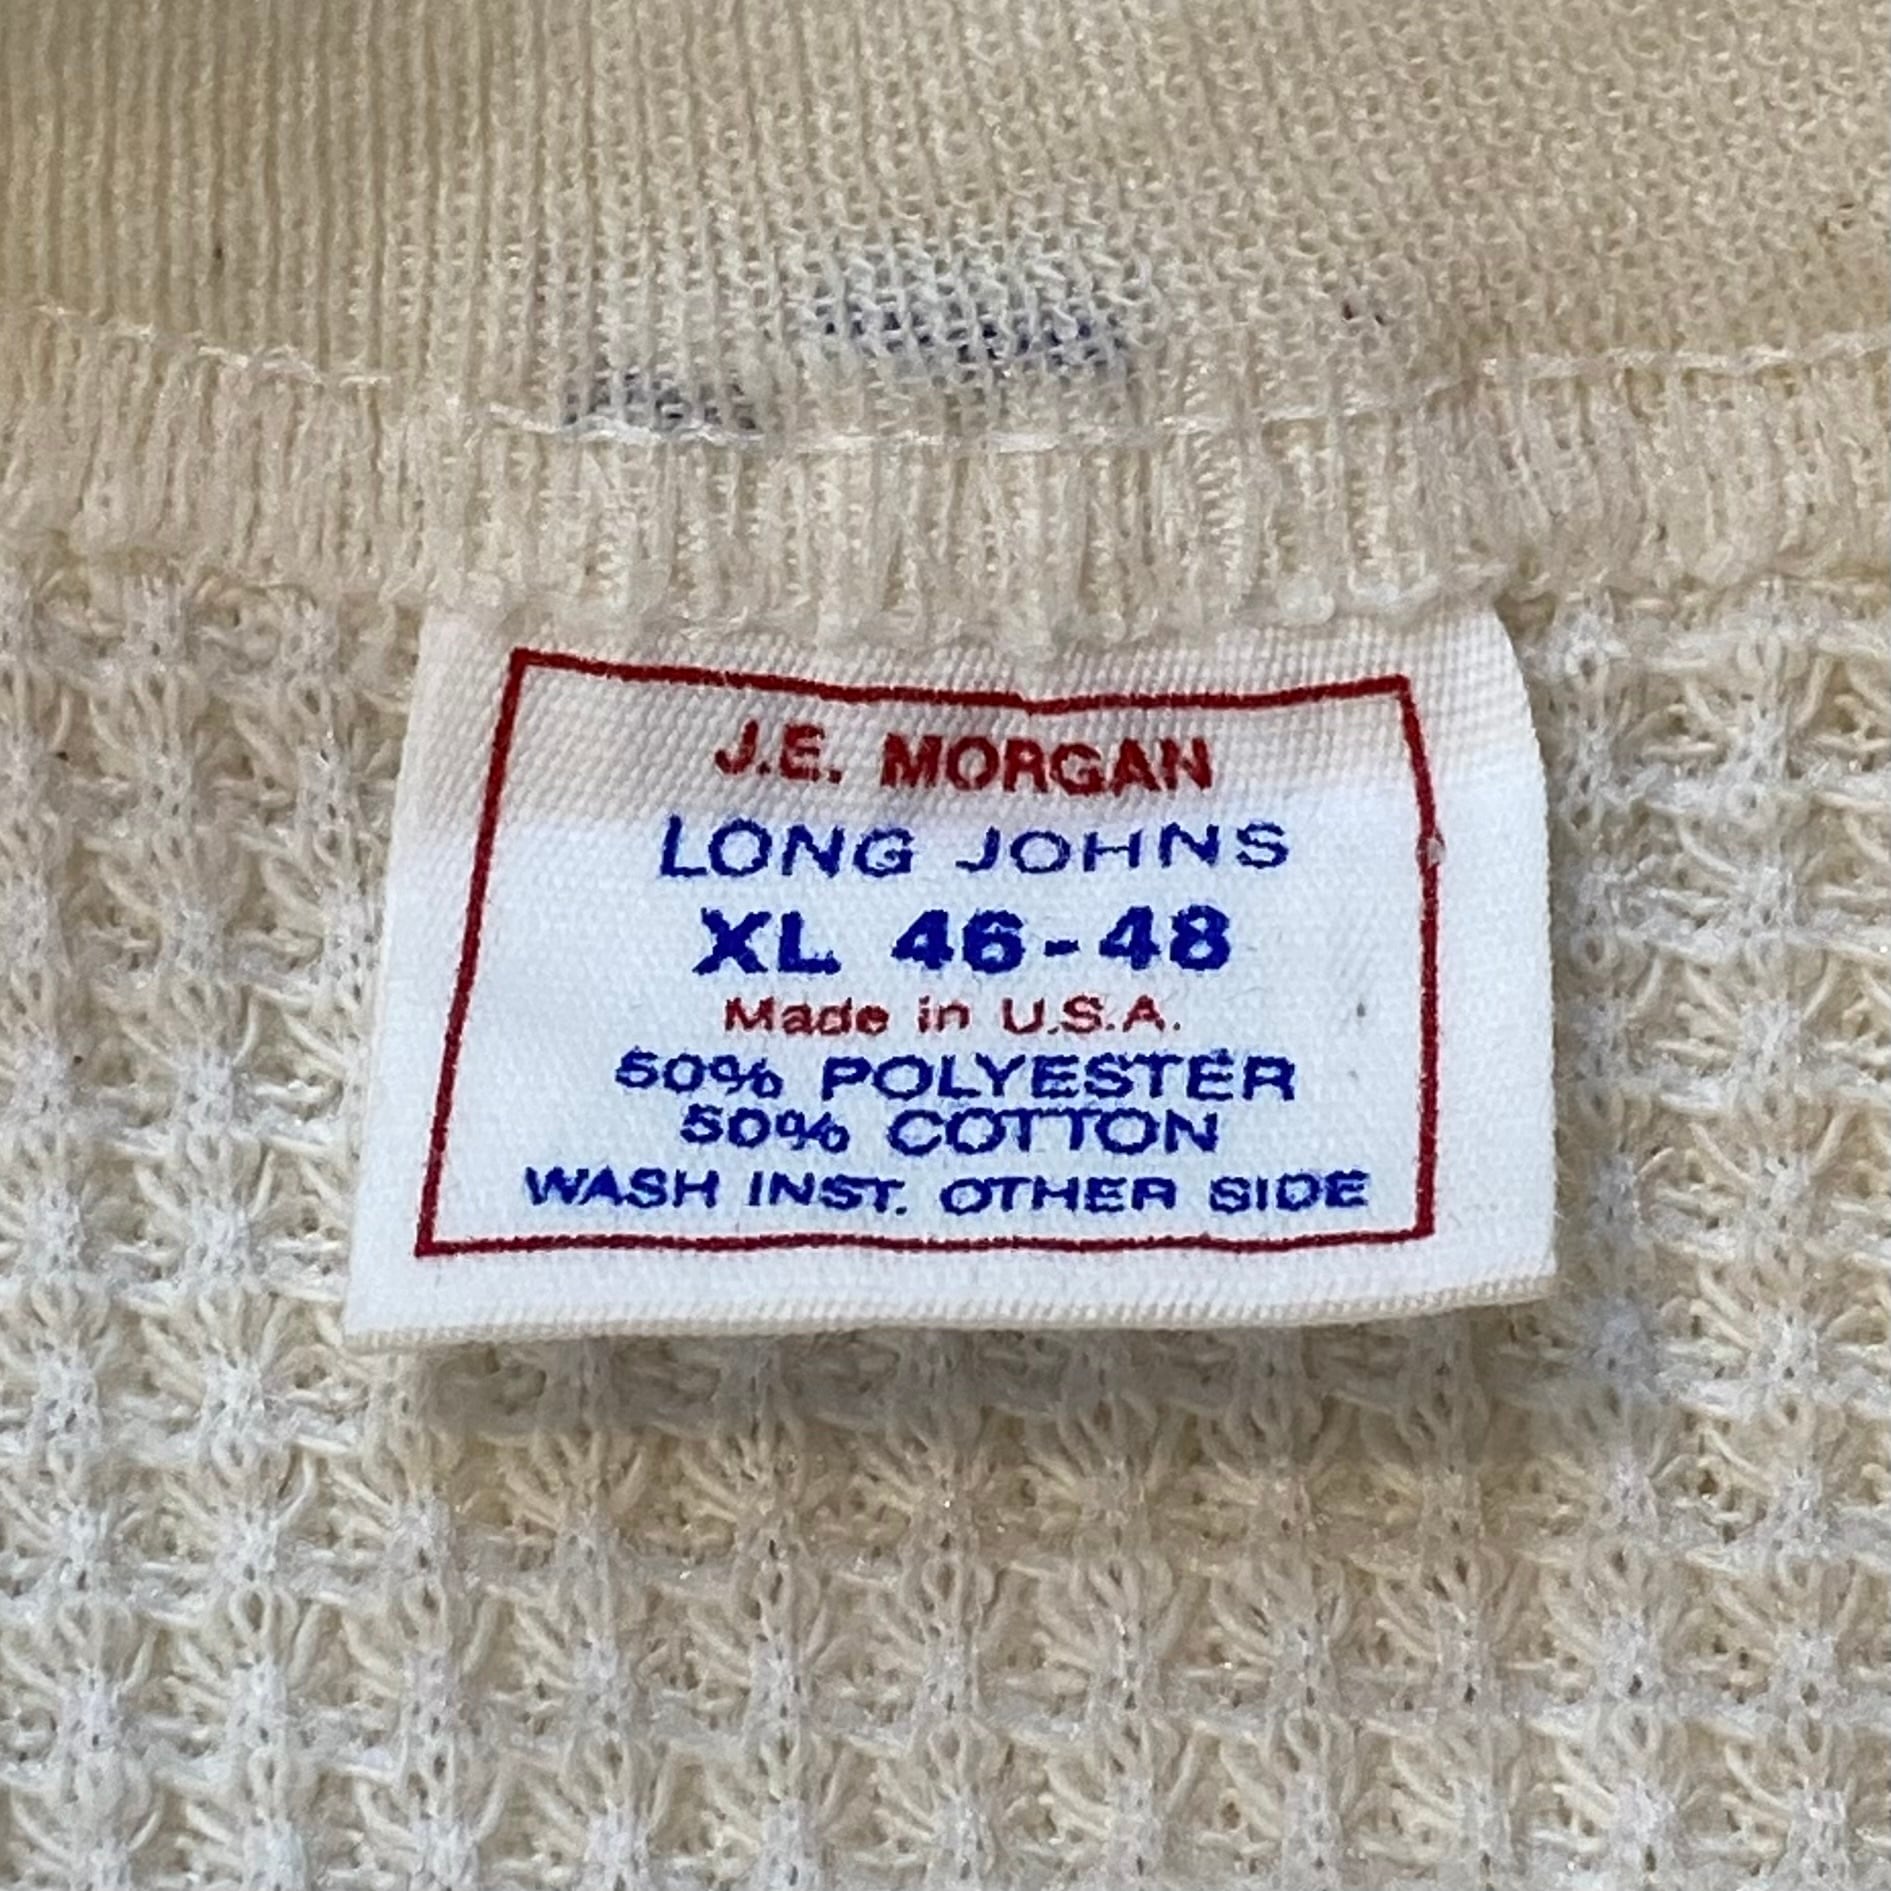 J.E. MORGAN
LONG JOHNS
XL 46-48
Made in U.S.A.
50% POLYESTER
50% COTTON
WASH INST. OTHER SIDE